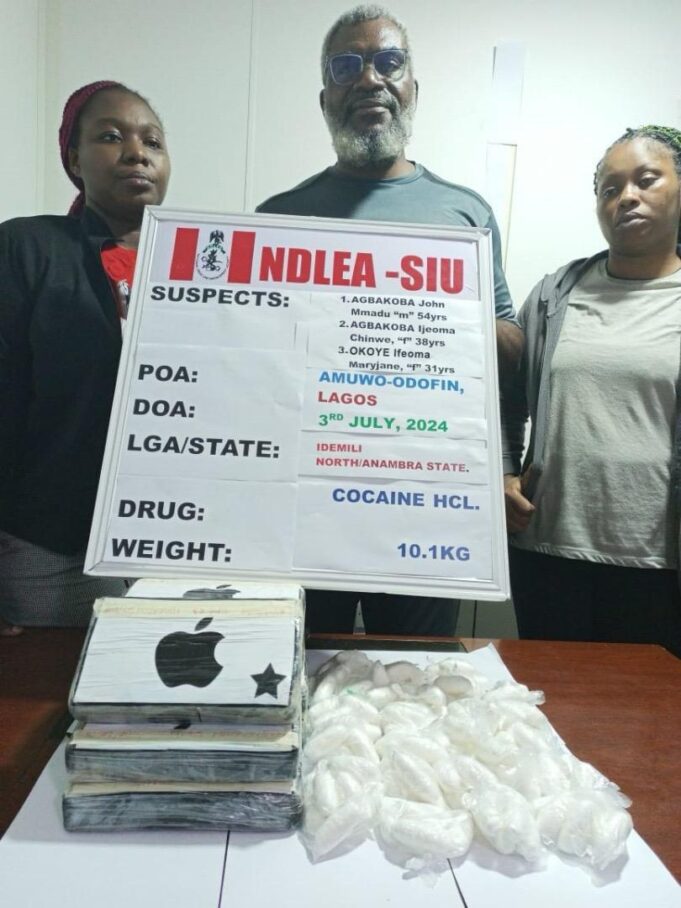 NDLEA -SIU
SUSPECTS:
1.AGBAKOBA John
Mmadu "m" 54yrs
2.AGBAKOBA Ijeoma
Chinwe, "f" 38yrs
3.OKOYE Ifeoma
Maryjane, "f" 31yrs
POA: AMUWO-ODOFIN,
LAGOS
DOA: 3RD JULY, 2024
LGA/STATE: IDEMILI
NORTH/ANAMBRA STATE.
DRUG: COCAINE HCL.
WEIGHT: 10.1KG